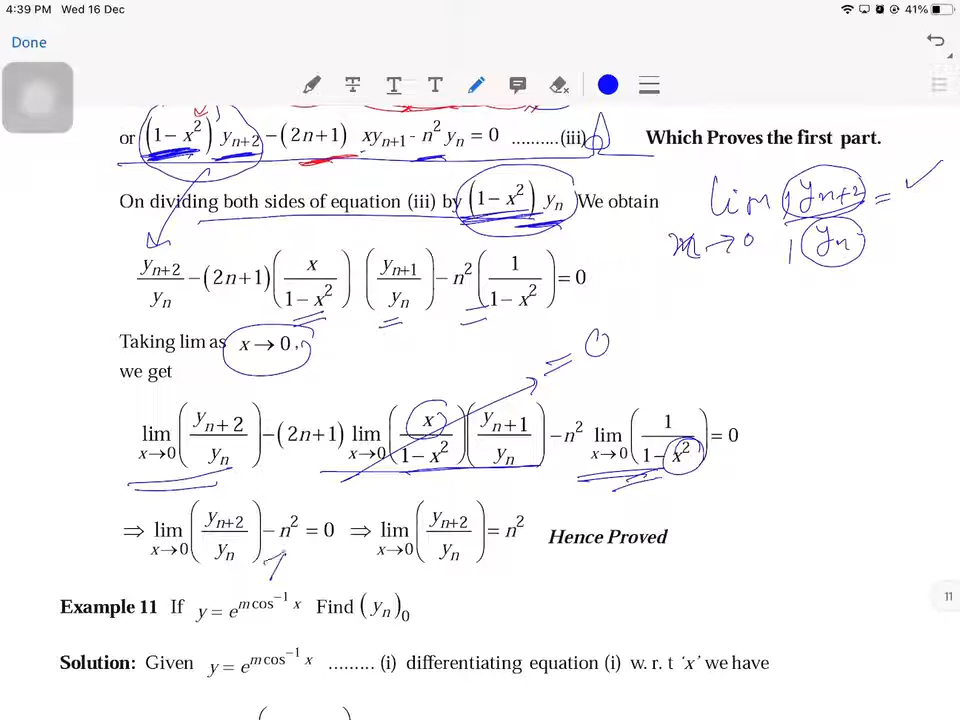 4:39 PM Wed 16 Dec 41%
Done
or (1 − x²) yₙ₊₂ − (2n+1) xyₙ₊₁ − n² yₙ = 0 ..........(iii) Which Proves the first part.
On dividing both sides of equation (iii) by (1 − x²) yₙ We obtain
lim yₙ₊₂ / yₙ =
x → 0
yₙ₊₂ / yₙ − (2n+1) (x / 1 − x²) (yₙ₊₁ / yₙ) − n² (1 / 1 − x²) = 0
Taking lim as x → 0,
we get
= 0
lim x→0 (yₙ₊₂ / yₙ) − (2n+1) lim x→0 (x / 1 − x²) (yₙ₊₁ / yₙ) − n² lim x→0 (1 / 1 − x²) = 0
⇒ lim x→0 (yₙ₊₂ / yₙ) − n² = 0 ⇒ lim x→0 (yₙ₊₂ / yₙ) = n² Hence Proved
11
Example 11 If y = e^(m cos⁻¹ x) Find (yₙ)₀
Solution: Given y = e^(m cos⁻¹ x) ......... (i) differentiating equation (i) w. r. t ‘x’ we have